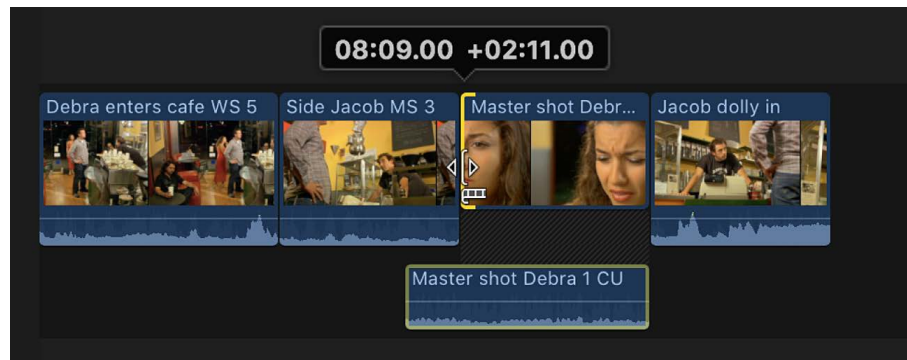 08:09.00 +02:11.00
Debra enters cafe WS 5
Side Jacob MS 3
Master shot Debr...
Jacob dolly in
Master shot Debra 1 CU